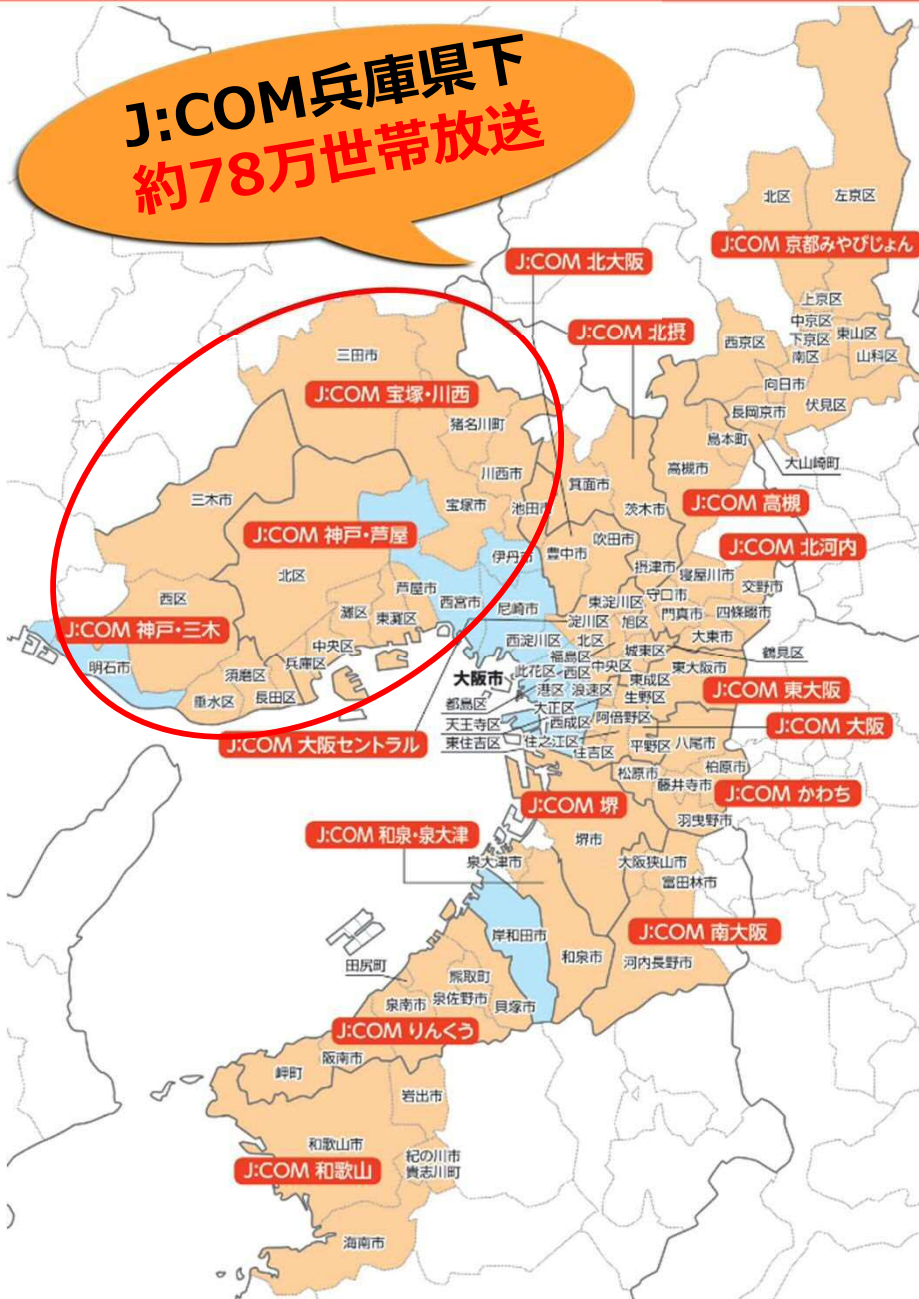 J:COM兵庫県下
約78万世帯放送
北区
左京区
J:COM 京都みやびじょん
J:COM 北大阪
上京区
中京区
J:COM 北摂
西京区
下京区
東山区
南区
山科区
三田市
向日市
J:COM 宝塚・川西
長岡京市
伏見区
猪名川町
島本町
大山崎町
川西市
箕面市
高槻市
三木市
宝塚市
池田市
茨木市
J:COM 高槻
J:COM 神戸・芦屋
吹田市
J:COM 北河内
伊丹市
豊中市
北区
摂津市
寝屋川市
交野市
西区
芦屋市
西宮市
尼崎市
東淀川区
守口市
灘区
東灘区
淀川区
旭区
門真市
四條畷市
J:COM 神戸・三木
中央区
西淀川区
北区
城東区
大東市
鶴見区
明石市
須磨区
兵庫区
福島区
中央区
東大阪市
垂水区
長田区
大阪市
此花区
西区
東成区
都島区
港区
浪速区
生野区
J:COM 東大阪
大正区
天王寺区
西成区
阿倍野区
J:COM 大阪
J:COM 大阪セントラル
東住吉区
住之江区
住吉区
平野区
八尾市
松原市
柏原市
藤井寺市
J:COM かわち
J:COM 堺
羽曳野市
J:COM 和泉・泉大津
堺市
泉大津市
大阪狭山市
富田林市
岸和田市
J:COM 南大阪
田尻町
和泉市
河内長野市
熊取町
泉南市
泉佐野市
貝塚市
J:COM りんくう
阪南市
岬町
岩出市
和歌山市
紀の川市
貴志川町
J:COM 和歌山
海南市